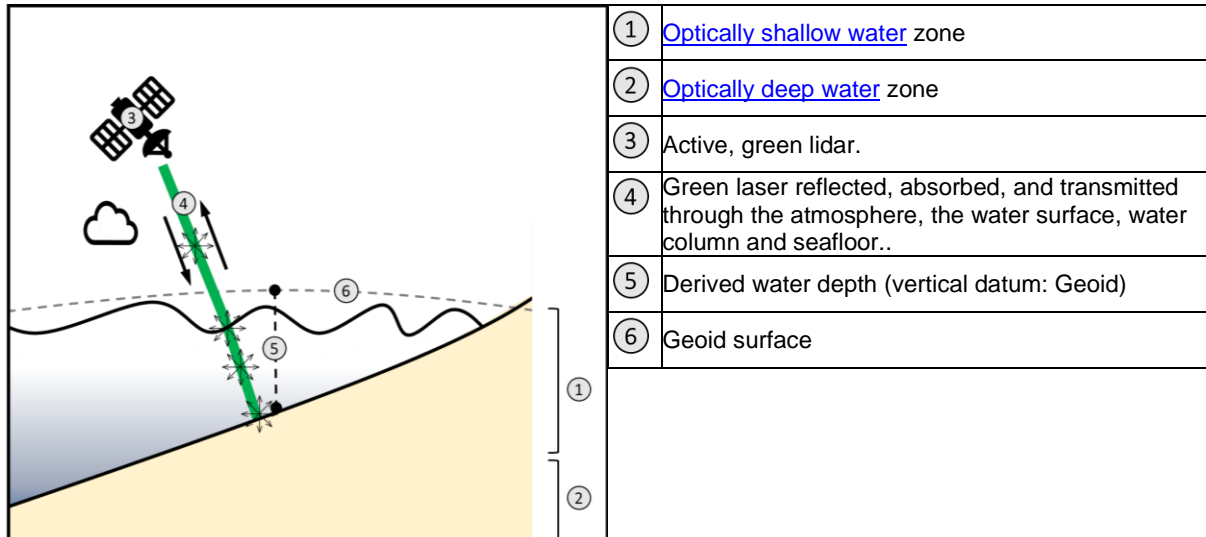 3
4
6
5
1
2
1 Optically shallow water zone
2 Optically deep water zone
3 Active, green lidar.
4 Green laser reflected, absorbed, and transmitted
through the atmosphere, the water surface, water
column and seafloor..
5 Derived water depth (vertical datum: Geoid)
6 Geoid surface